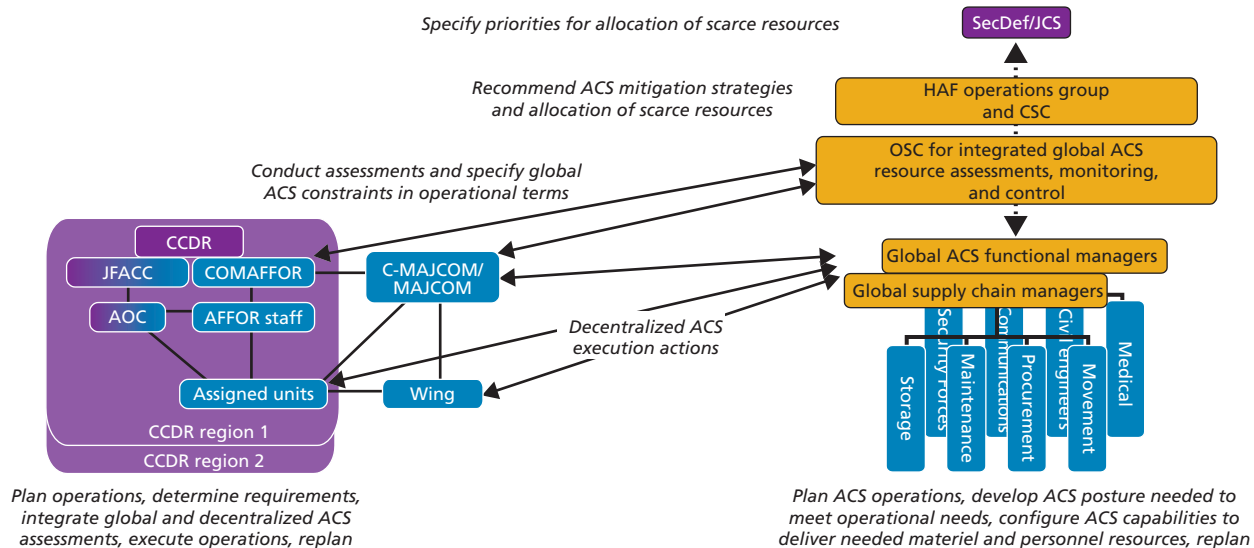 Specify priorities for allocation of scarce resources
SecDef/JCS
Recommend ACS mitigation strategies
and allocation of scarce resources
HAF operations group
and CSC
Conduct assessments and specify global
ACS constraints in operational terms
OSC for integrated global ACS
resource assessments, monitoring,
and control
CCDR
JFACC
COMAFFOR
C-MAJCOM/
MAJCOM
AOC
AFFOR staff
Assigned units
Wing
CCDR region 1
CCDR region 2
Decentralized ACS
execution actions
Global ACS functional managers
Global supply chain managers
Storage
Security Forces
Maintenance
Communications
Procurement
Civil engineers
Movement
Medical
Plan operations, determine requirements,
integrate global and decentralized ACS
assessments, execute operations, replan
Plan ACS operations, develop ACS posture needed to
meet operational needs, configure ACS capabilities to
deliver needed materiel and personnel resources, replan